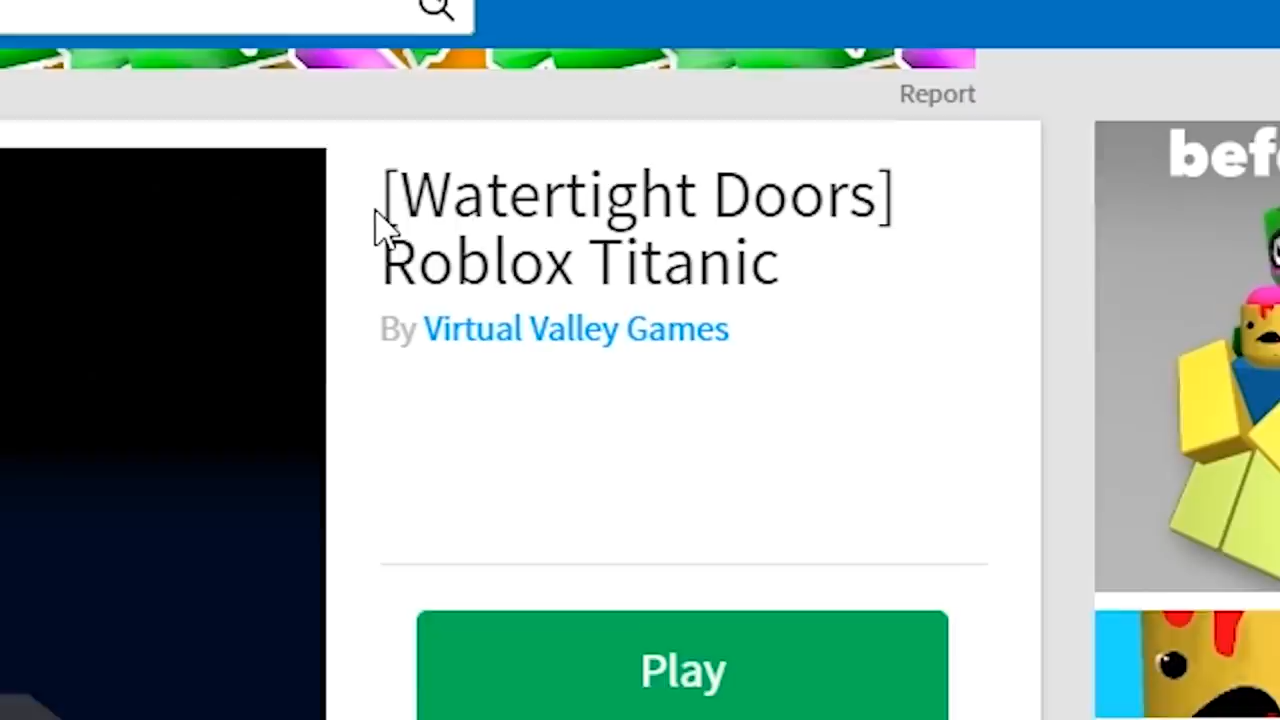 Report
[Watertight Doors]
Roblox Titanic
By Virtual Valley Games
Play